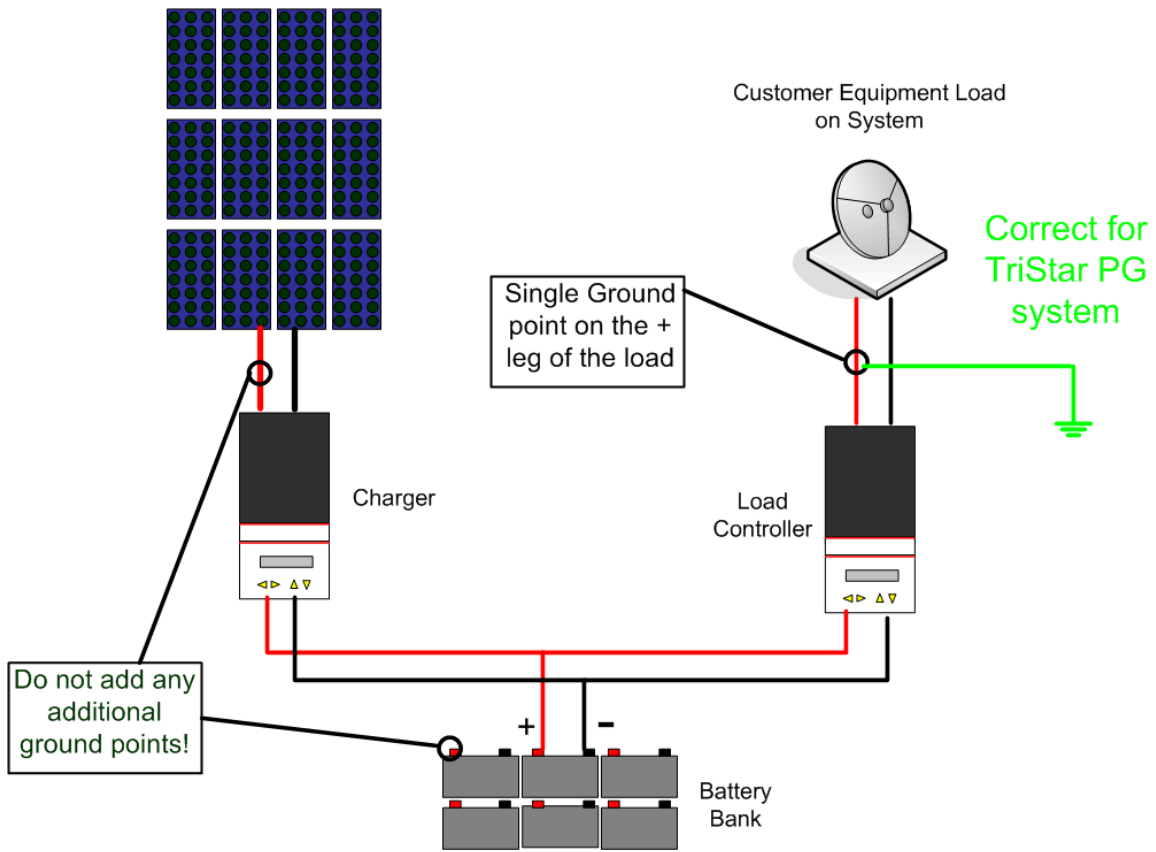 Customer Equipment Load
on System
Correct for
TriStar PG
system
Single Ground
point on the +
leg of the load
Charger
Load
Controller
Do not add any
additional
ground points!
+ –
Battery
Bank